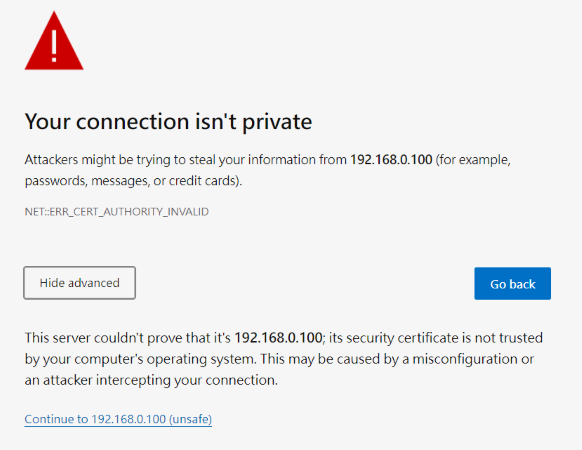 Your connection isn't private
Attackers might be trying to steal your information from 192.168.0.100 (for example,
passwords, messages, or credit cards).
NET::ERR_CERT_AUTHORITY_INVALID
Hide advanced
Go back
This server couldn't prove that it's 192.168.0.100; its security certificate is not trusted
by your computer's operating system. This may be caused by a misconfiguration or
an attacker intercepting your connection.
Continue to 192.168.0.100 (unsafe)